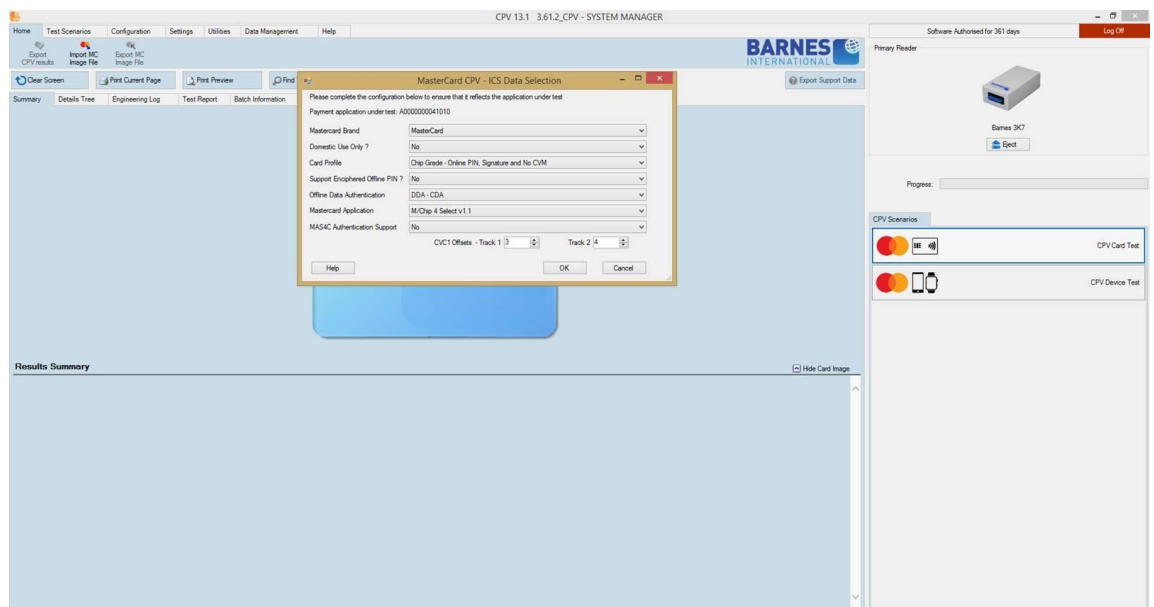 CPV 13.1 3.61.2_CPV - SYSTEM MANAGER
Home Test Scenarios Configuration Settings Utilities Data Management Help
Software Authorised for 361 days
Log Off
Export CPV results
Import MC Image File
Export MC Image File
BARNES
INTERNATIONAL
Primary Reader
Clear Screen
Print Current Page
Print Preview
Find
Export Support Data
Summary Details Tree Engineering Log Test Report Batch Information
MasterCard CPV - ICS Data Selection
Please complete the configuration below to ensure that it reflects the application under test
Payment application under test: A0000000041010
Mastercard Brand MasterCard
Domestic Use Only ? No
Card Profile Chip Grade - Online PIN, Signature and No CVM
Support Enciphered Offline PIN ? No
Offline Data Authentication DDA - CDA
Mastercard Application M/Chip 4 Select v1.1
MAS4C Authentication Support No
CVC1 Offsets - Track 1 3 Track 2 4
Help OK Cancel
Barnes 3K7
Eject
Progress:
CPV Scenarios
CPV Card Test
CPV Device Test
Results Summary
Hide Card Image